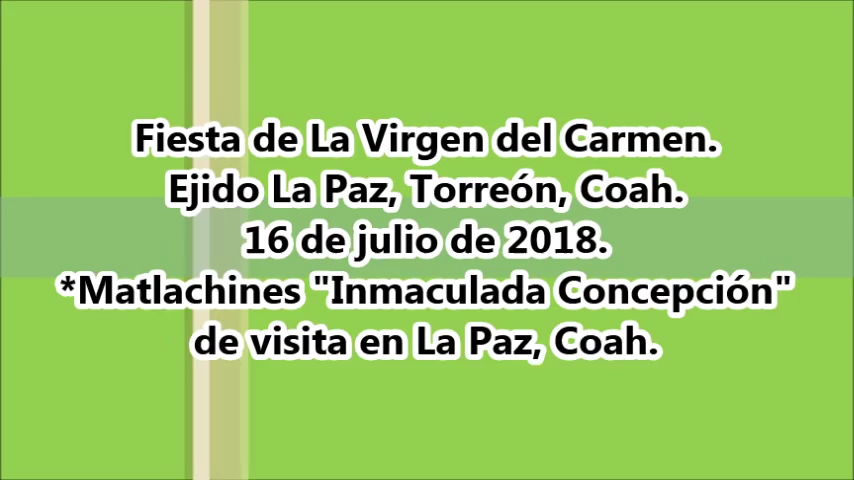 Fiesta de La Virgen del Carmen.
Ejido La Paz, Torreón, Coah.
16 de julio de 2018.
*Matlachines "Inmaculada Concepción"
de visita en La Paz, Coah.